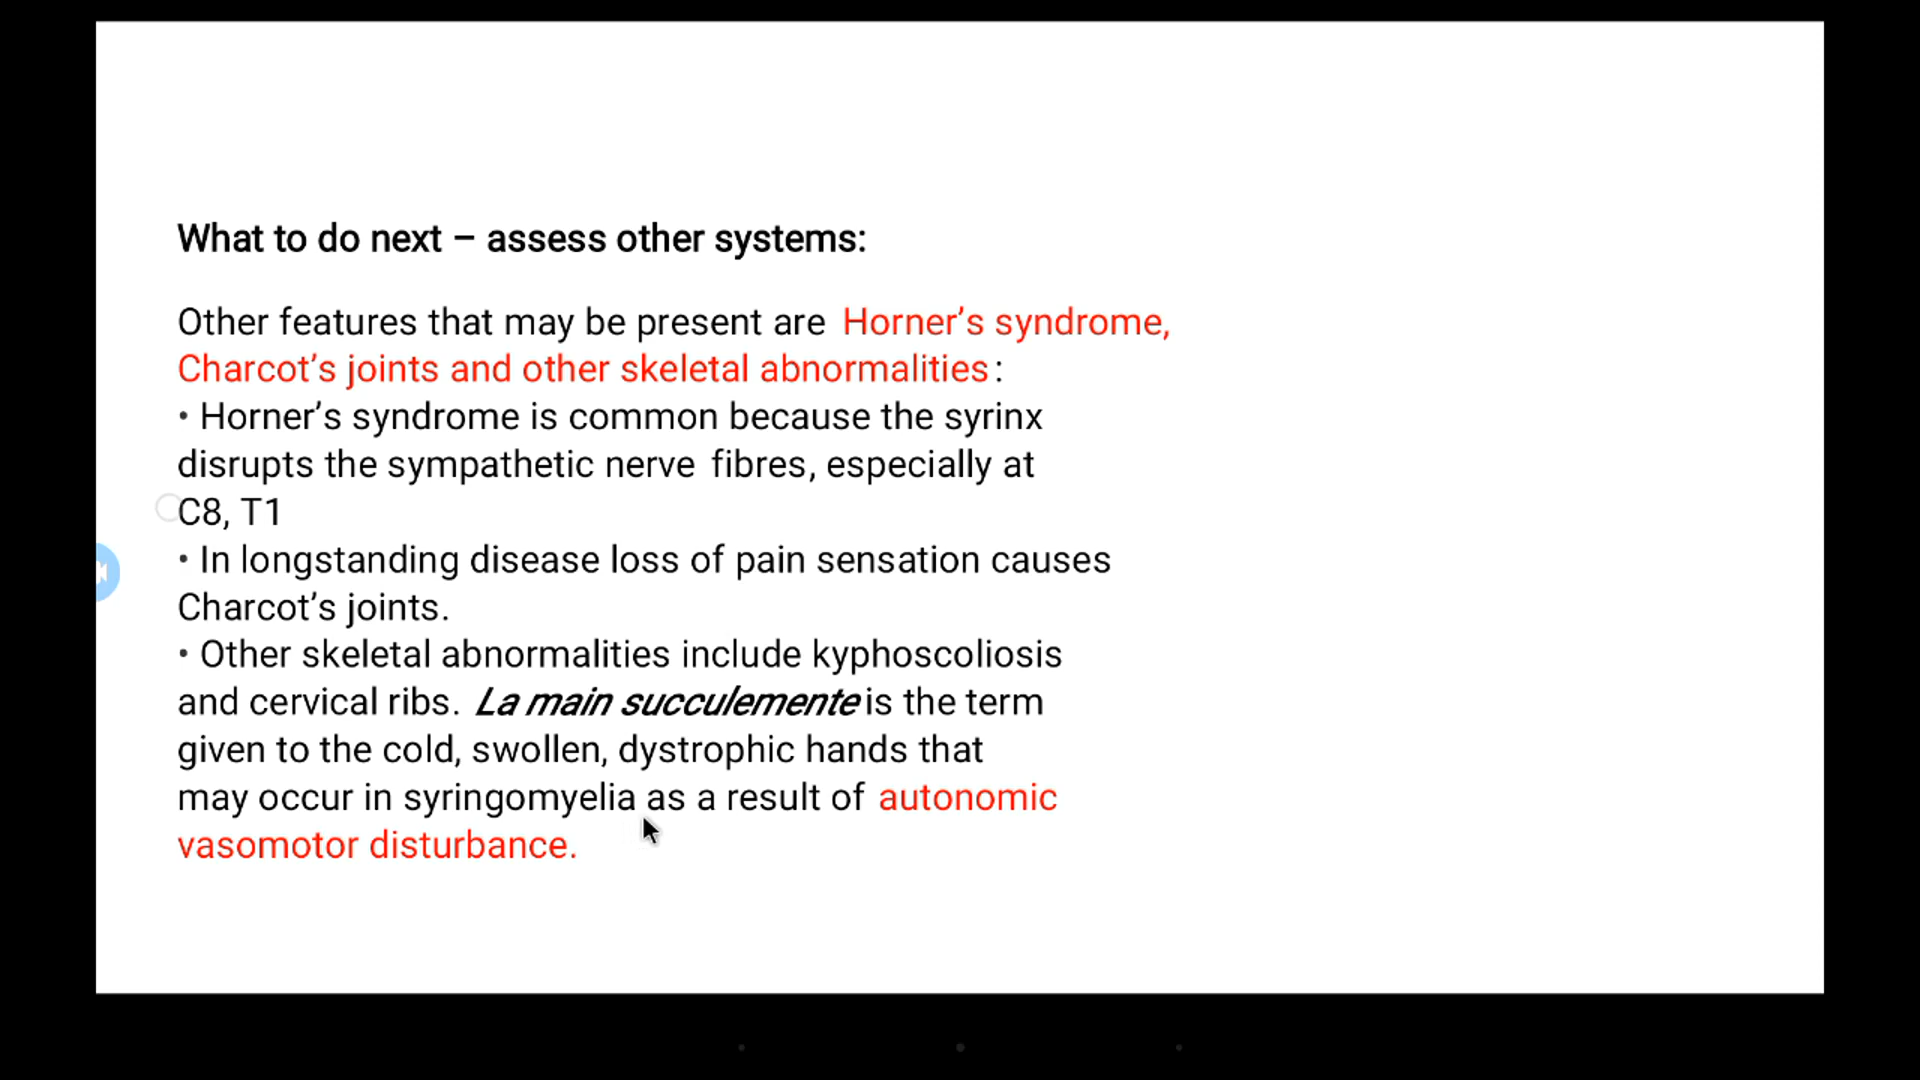 What to do next – assess other systems:
Other features that may be present are Horner’s syndrome,
Charcot’s joints and other skeletal abnormalities:
• Horner’s syndrome is common because the syrinx
disrupts the sympathetic nerve fibres, especially at
C8, T1
• In longstanding disease loss of pain sensation causes
Charcot’s joints.
• Other skeletal abnormalities include kyphoscoliosis
and cervical ribs. La main succulemente is the term
given to the cold, swollen, dystrophic hands that
may occur in syringomyelia as a result of autonomic
vasomotor disturbance.